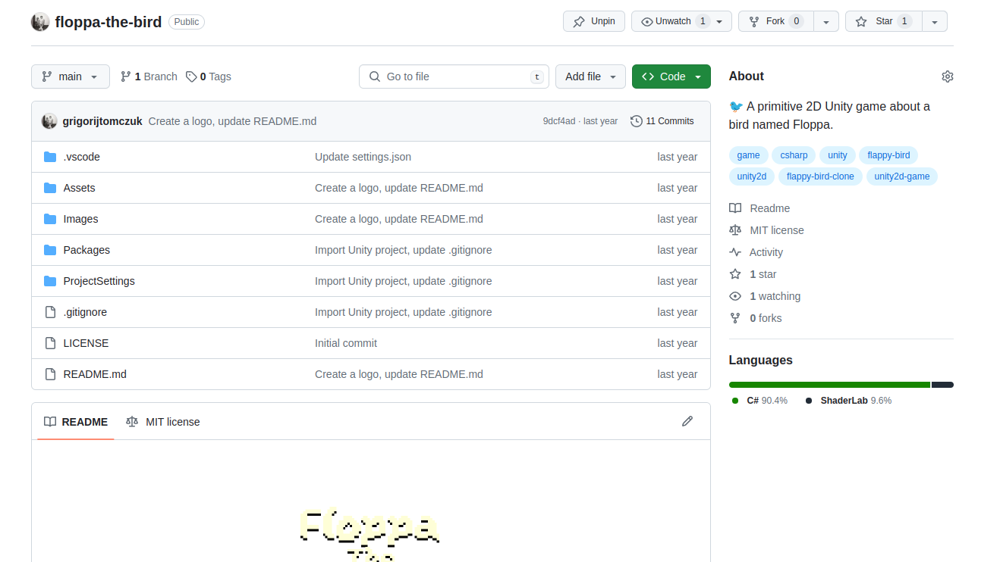 floppa-the-bird Public Unpin Unwatch 1 Fork 0 Star 1
main 1 Branch 0 Tags Go to file t Add file Code
grigorijtomczuk Create a logo, update README.md 9dcf4ad · last year 11 Commits
.vscode Update settings.json last year
Assets Create a logo, update README.md last year
Images Create a logo, update README.md last year
Packages Import Unity project, update .gitignore last year
ProjectSettings Import Unity project, update .gitignore last year
.gitignore Import Unity project, update .gitignore last year
LICENSE Initial commit last year
README.md Create a logo, update README.md last year
README MIT license
Floppa
The
About
🐦 A primitive 2D Unity game about a
bird named Floppa.
game csharp unity flappy-bird
unity2d flappy-bird-clone unity2d-game
Readme
MIT license
Activity
1 star
1 watching
0 forks
Languages
C# 90.4% ShaderLab 9.6%